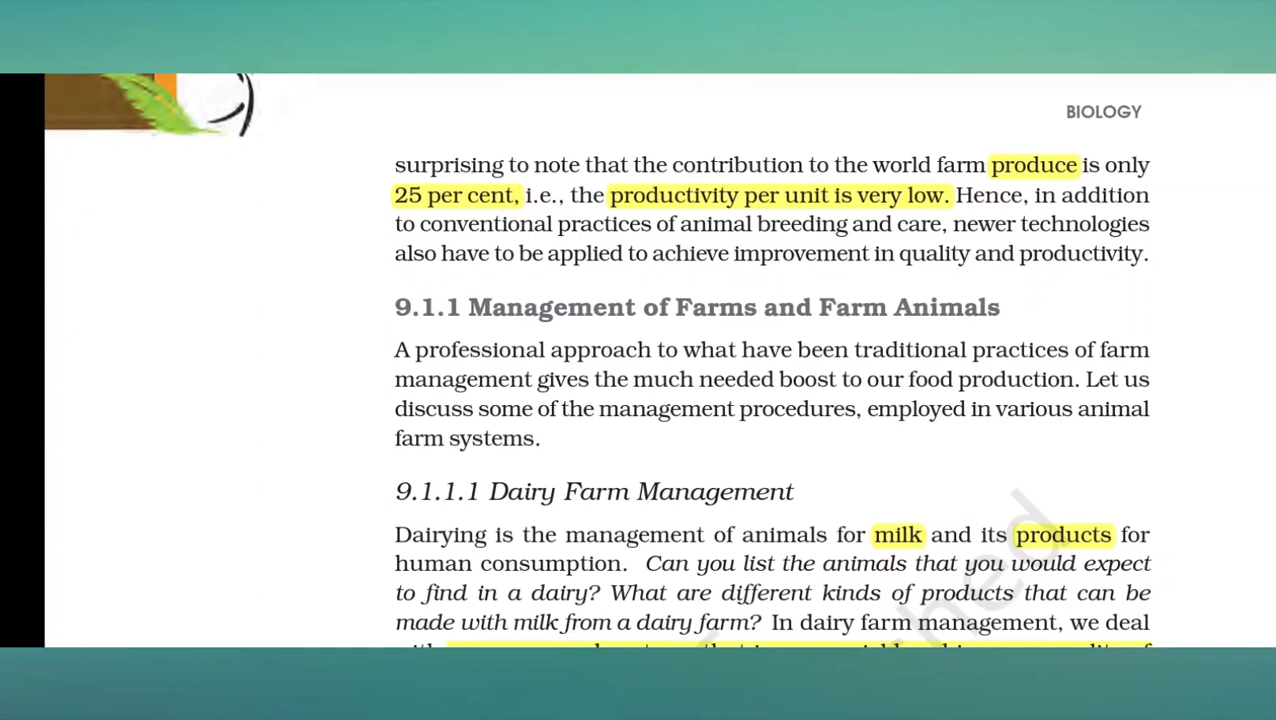 BIOLOGY
surprising to note that the contribution to the world farm produce is only
25 per cent, i.e., the productivity per unit is very low. Hence, in addition
to conventional practices of animal breeding and care, newer technologies
also have to be applied to achieve improvement in quality and productivity.
9.1.1 Management of Farms and Farm Animals
A professional approach to what have been traditional practices of farm
management gives the much needed boost to our food production. Let us
discuss some of the management procedures, employed in various animal
farm systems.
9.1.1.1 Dairy Farm Management
Dairying is the management of animals for milk and its products for
human consumption. Can you list the animals that you would expect
to find in a dairy? What are different kinds of products that can be
made with milk from a dairy farm? In dairy farm management, we deal